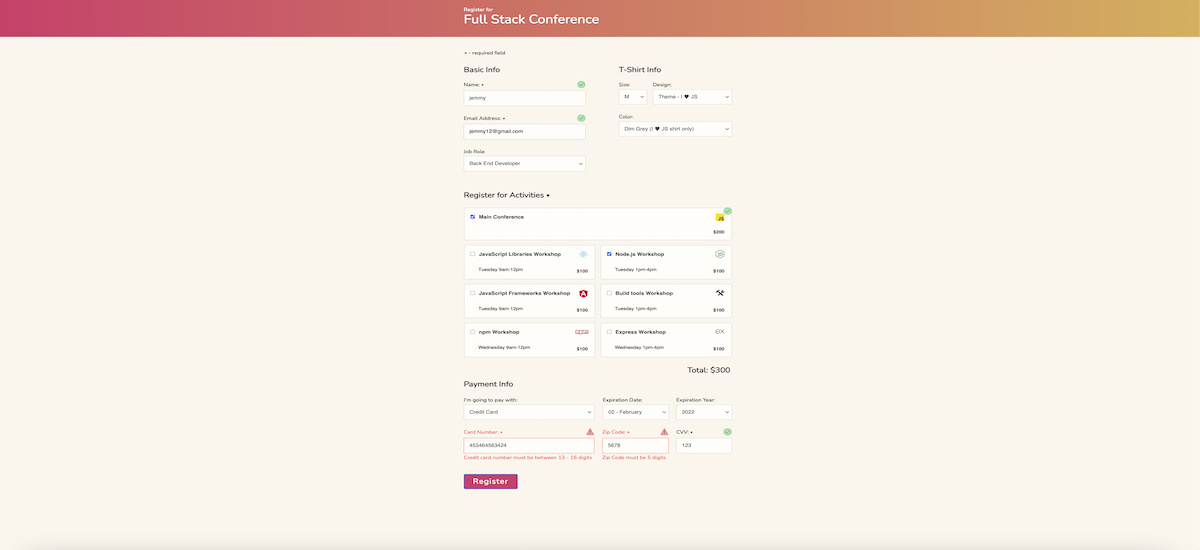 Register for
Full Stack Conference
* - required field
Basic Info
Name: *
jemmy
Email Address: *
jemmy12@gmail.com
Job Role
Back End Developer
T-Shirt Info
Size:
M
Design:
Theme - I ♥ JS
Color:
Dim Grey (I ♥ JS shirt only)
Register for Activities *
Main Conference
JS
$200
JavaScript Libraries Workshop
Tuesday 9am-12pm
$100
Node.js Workshop
JS
Tuesday 1pm-4pm
$100
JavaScript Frameworks Workshop
A
Tuesday 9am-12pm
$100
Build tools Workshop
Tuesday 1pm-4pm
$100
npm Workshop
npm
Wednesday 9am-12pm
$100
Express Workshop
ex
Wednesday 1pm-4pm
$100
Total: $300
Payment Info
I'm going to pay with:
Credit Card
Expiration Date:
02 - February
Expiration Year:
2022
Card Number: *
453464563424
Credit card number must be between 13 - 16 digits
Zip Code: *
5678
Zip Code must be 5 digits
CVV: *
123
Register